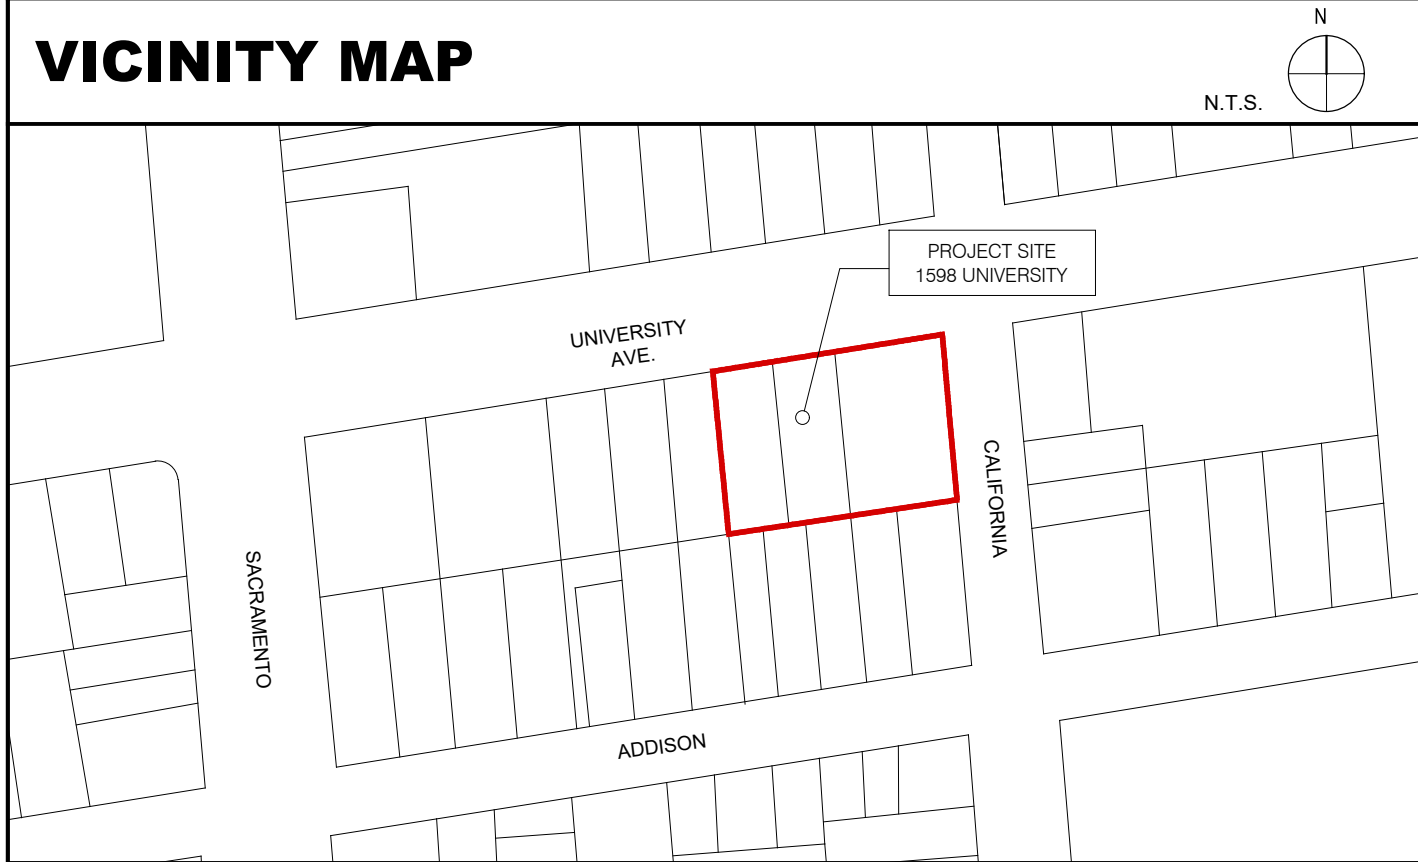 VICINITY MAP
N
N.T.S.
PROJECT SITE
1598 UNIVERSITY
UNIVERSITY
AVE.
CALIFORNIA
SACRAMENTO
ADDISON